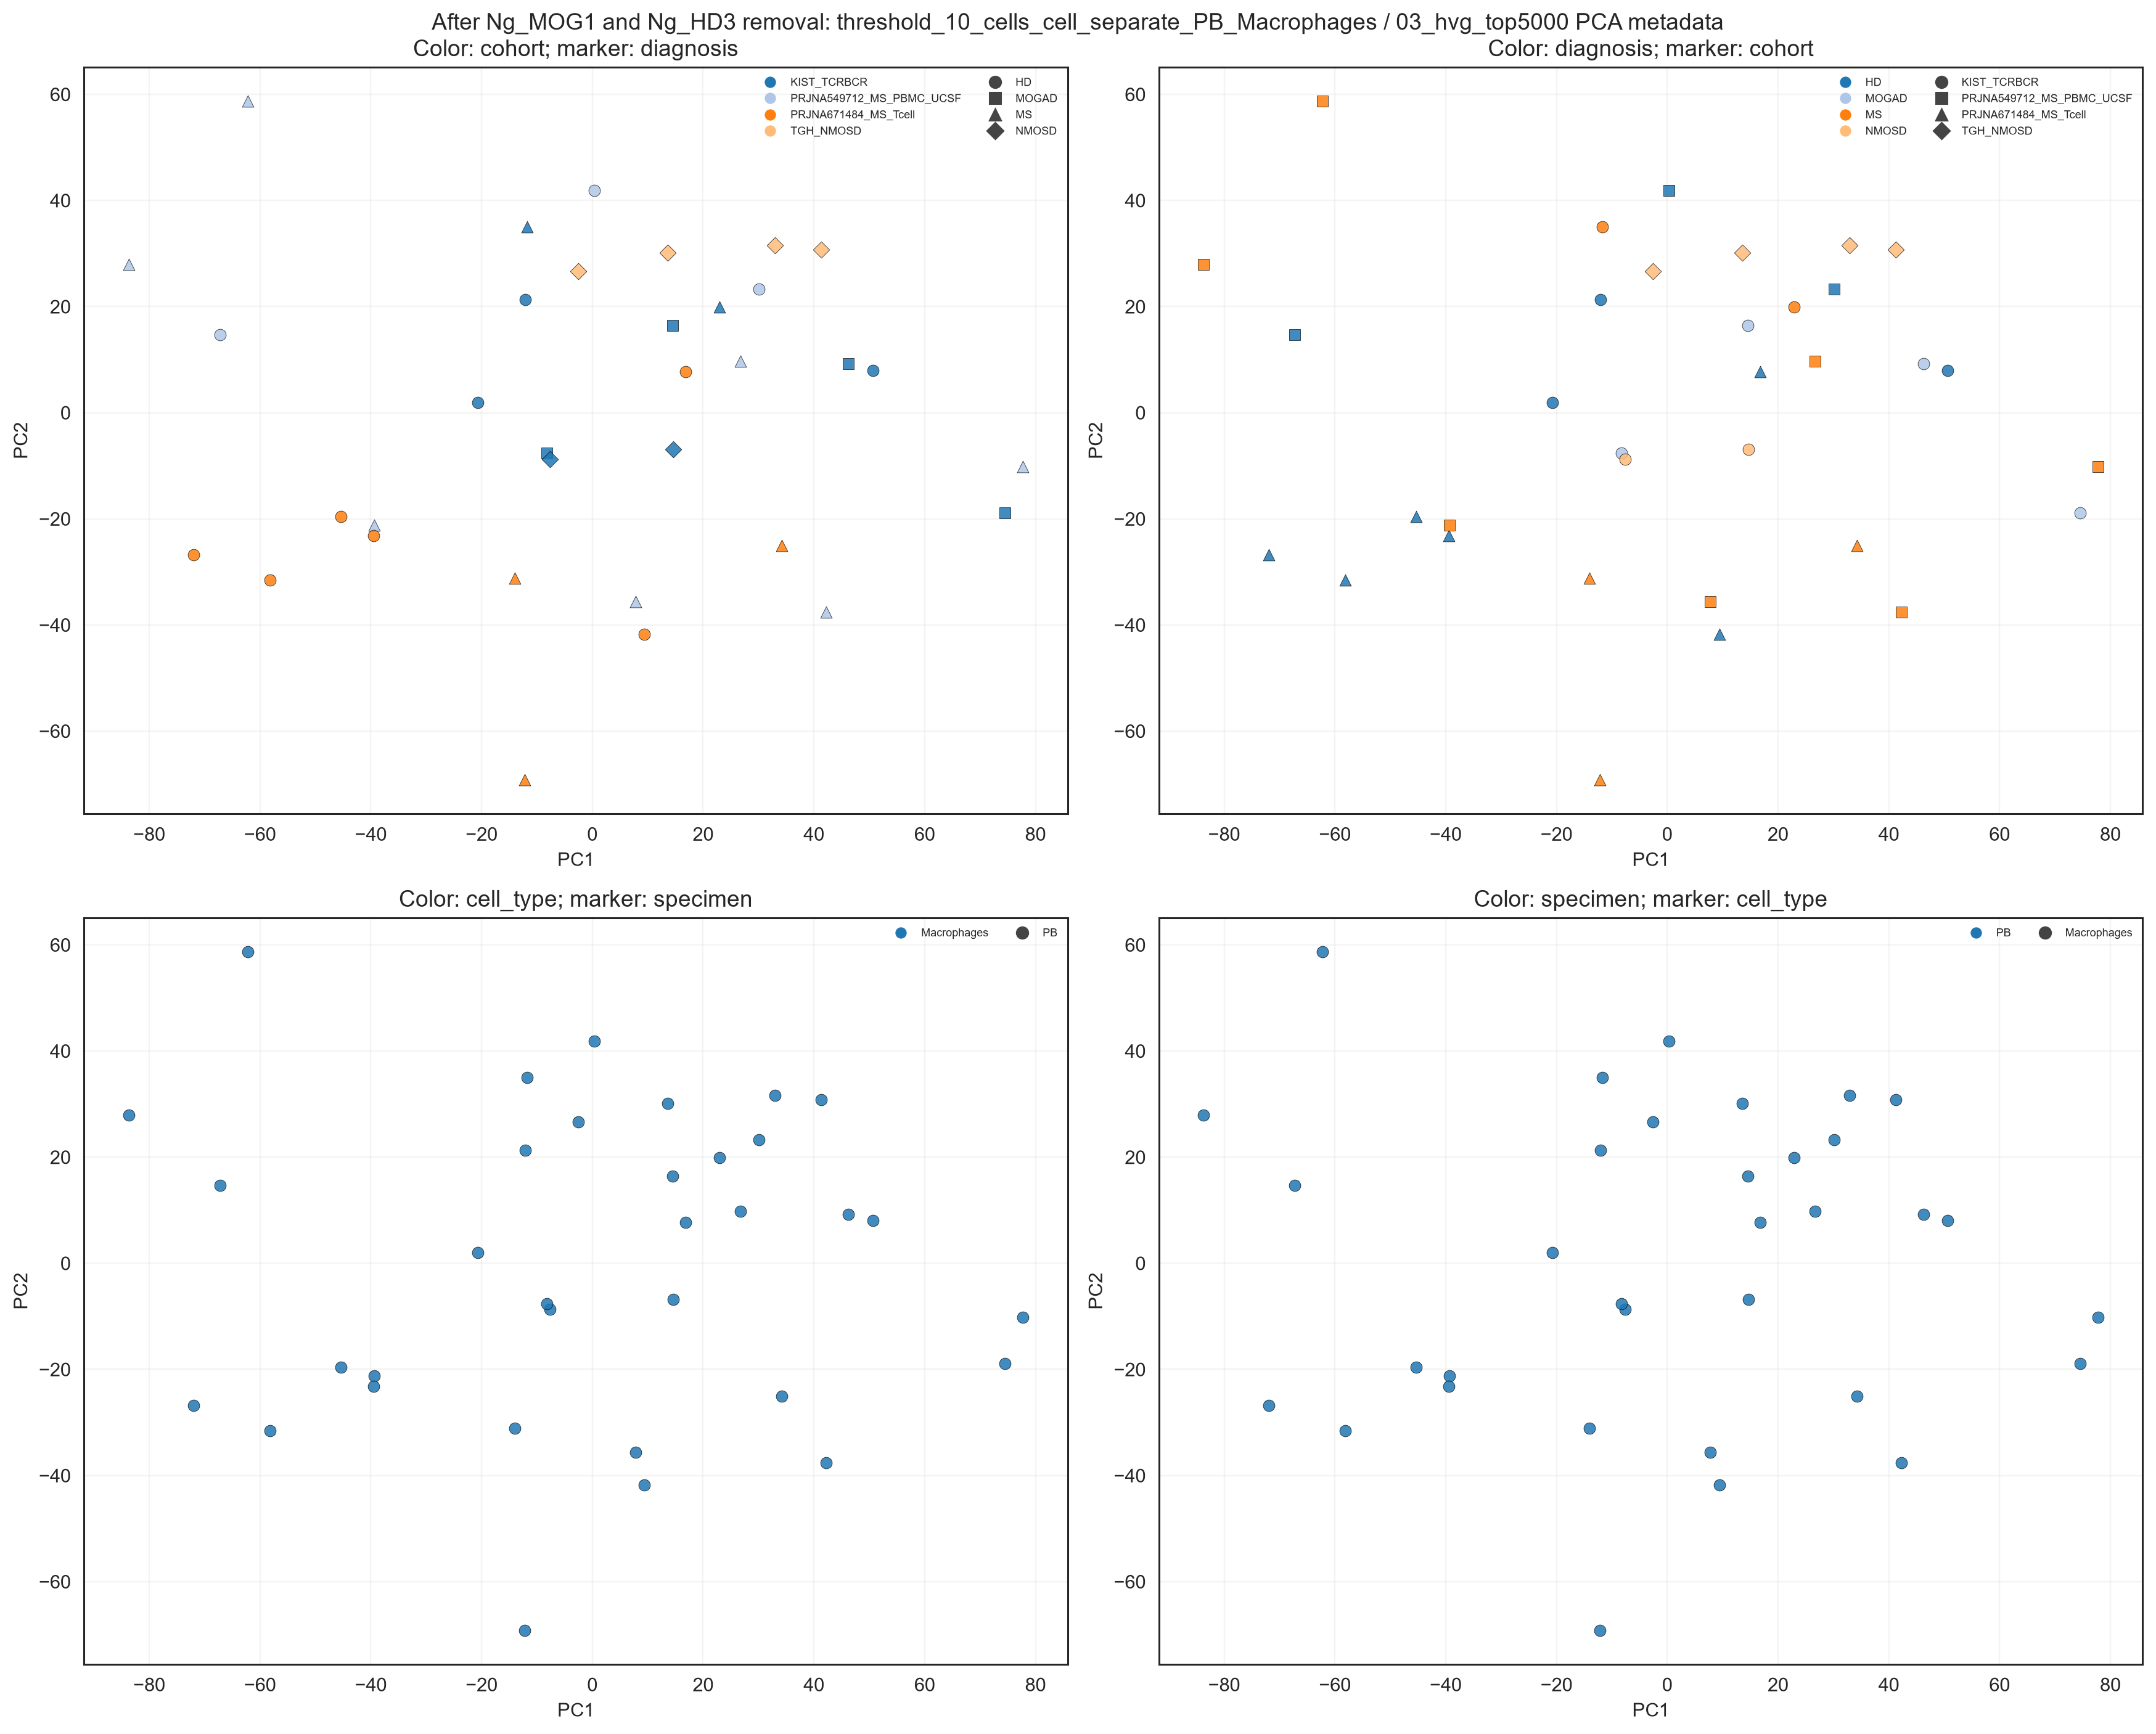 After Ng_MOG1 and Ng_HD3 removal: threshold_10_cells_cell_separate_PB_Macrophages / 03_hvg_top5000 PCA metadata
Color: cohort; marker: diagnosis
KIST_TCRBCR
PRJNA549712_MS_PBMC_UCSF
PRJNA671484_MS_Tcell
TGH_NMOSD
HD
MOGAD
MS
NMOSD
60
40
20
0
−20
−40
−60
PC2
−80
−60
−40
−20
0
20
40
60
80
PC1
Color: diagnosis; marker: cohort
HD
MOGAD
MS
NMOSD
KIST_TCRBCR
PRJNA549712_MS_PBMC_UCSF
PRJNA671484_MS_Tcell
TGH_NMOSD
60
40
20
0
−20
−40
−60
PC2
−80
−60
−40
−20
0
20
40
60
80
PC1
Color: cell_type; marker: specimen
Macrophages
PB
60
40
20
0
−20
−40
−60
PC2
−80
−60
−40
−20
0
20
40
60
80
PC1
Color: specimen; marker: cell_type
PB
Macrophages
60
40
20
0
−20
−40
−60
PC2
−80
−60
−40
−20
0
20
40
60
80
PC1